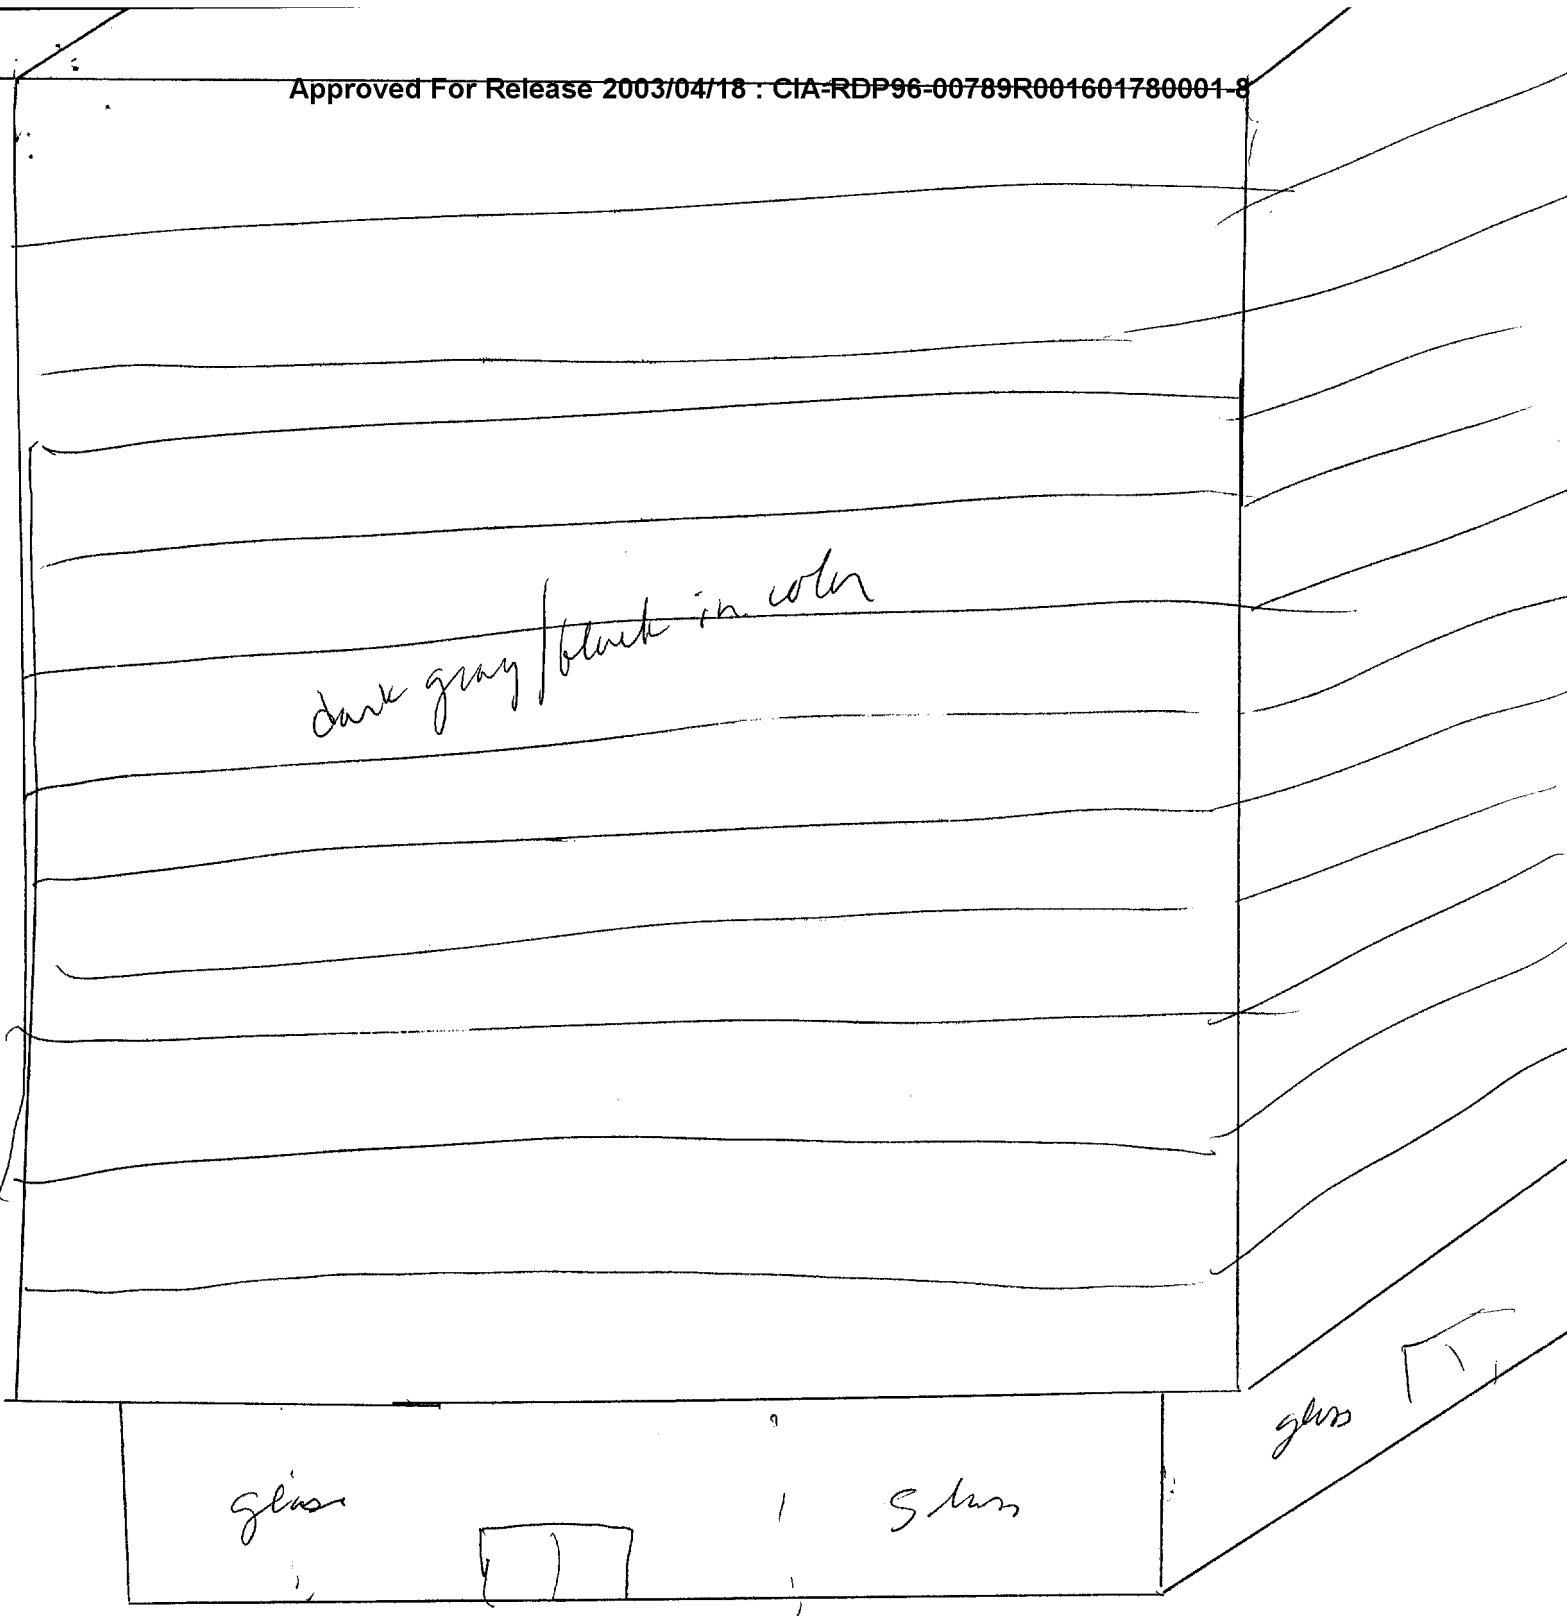 Approved For Release 2003/04/18 : CIA-RDP96-00789R001601780001-8
dark gray/black in color
glass
glass
glass